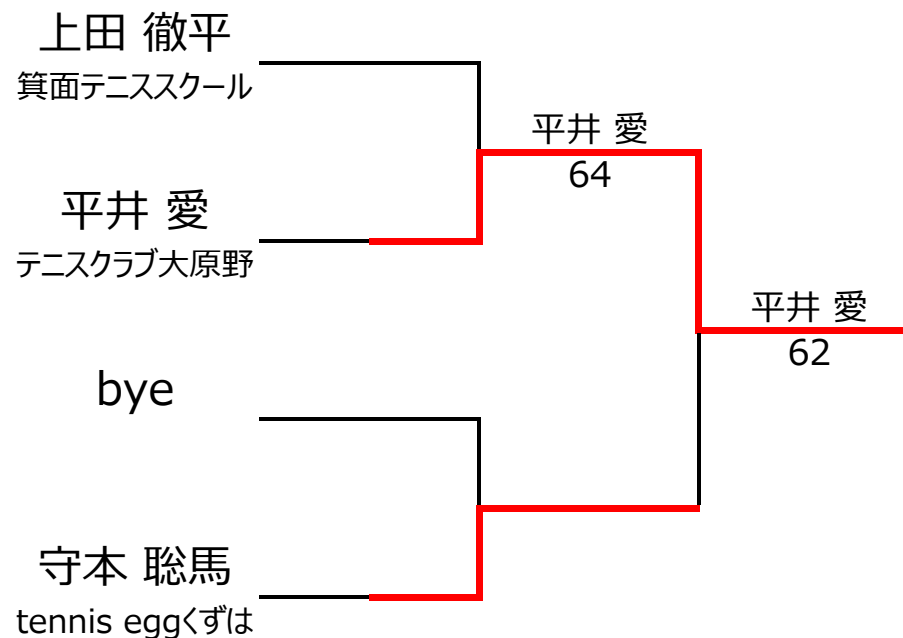 上田 徹平
箕面テニススクール
平井 愛
64
平井 愛
テニスクラブ大原野
平井 愛
62
bye
守本 聡馬
tennis eggくずは